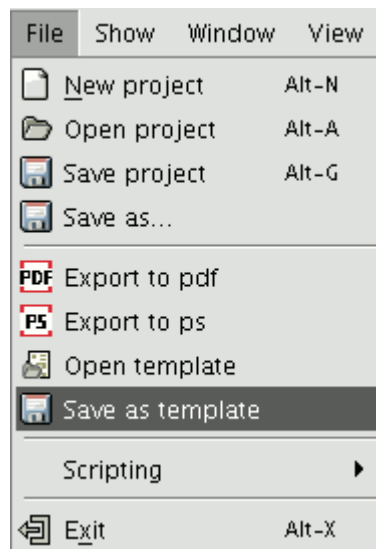 File Show Window View
New project Alt-N
Open project Alt-A
Save project Alt-G
Save as...
PDF Export to pdf
PS Export to ps
Open template
Save as template
Scripting
Exit Alt-X